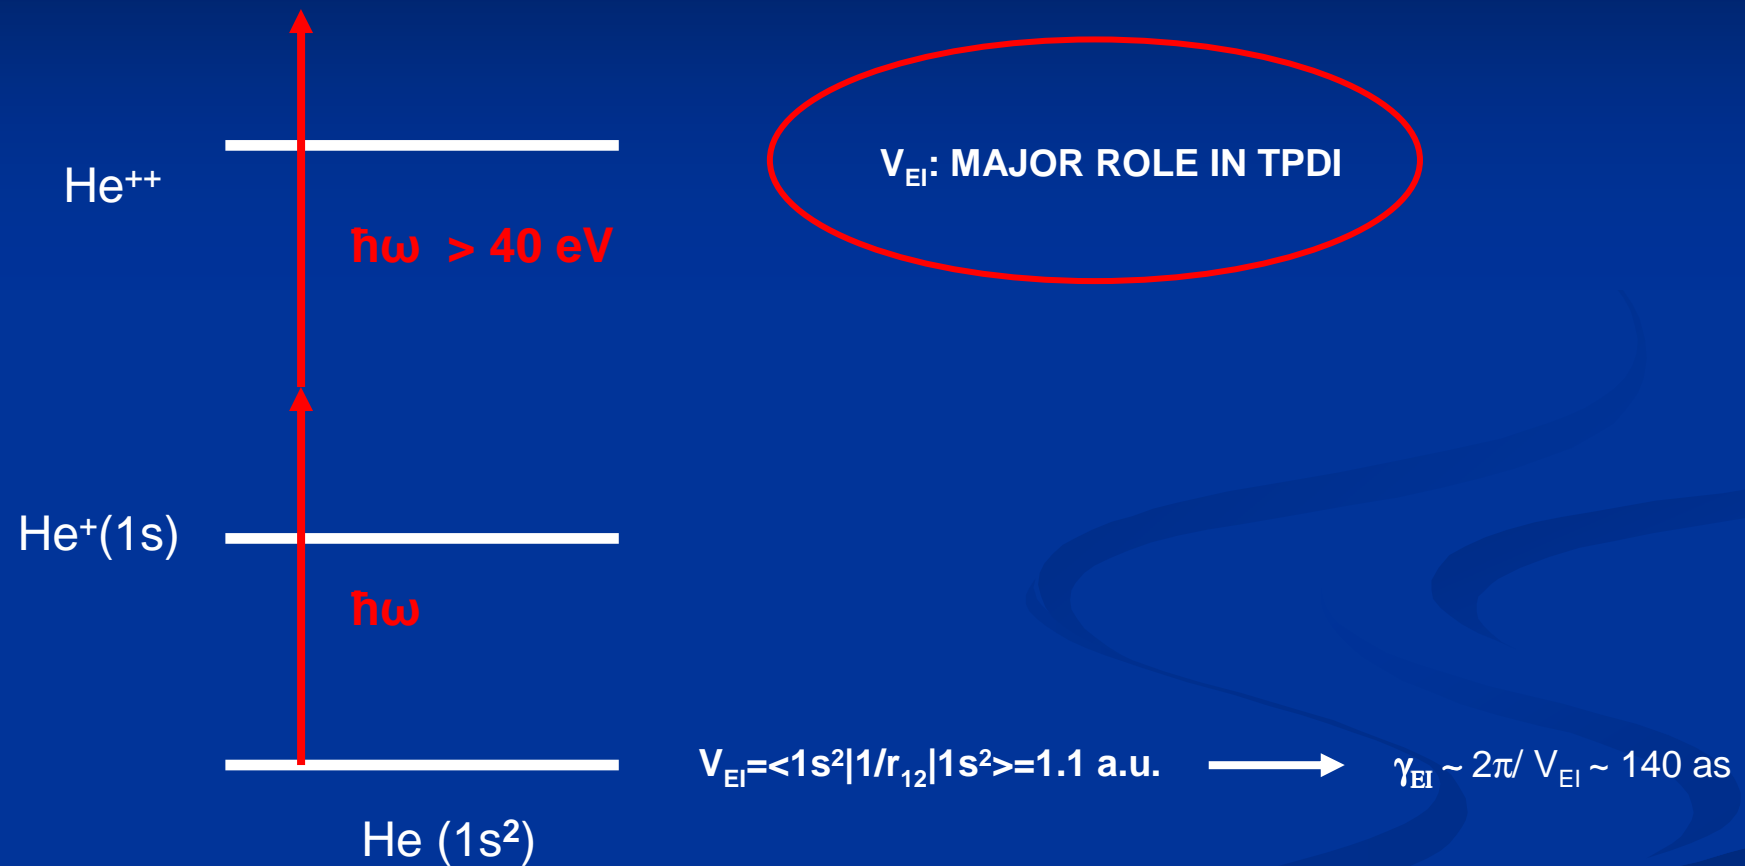 V_EI: MAJOR ROLE IN TPDI
He⁺⁺
ħω > 40 eV
He⁺(1s)
ħω
V_EI=<1s²|1/r₁₂|1s²>=1.1 a.u.
γ_EI ~ 2π/ V_EI ~ 140 as
He (1s²)